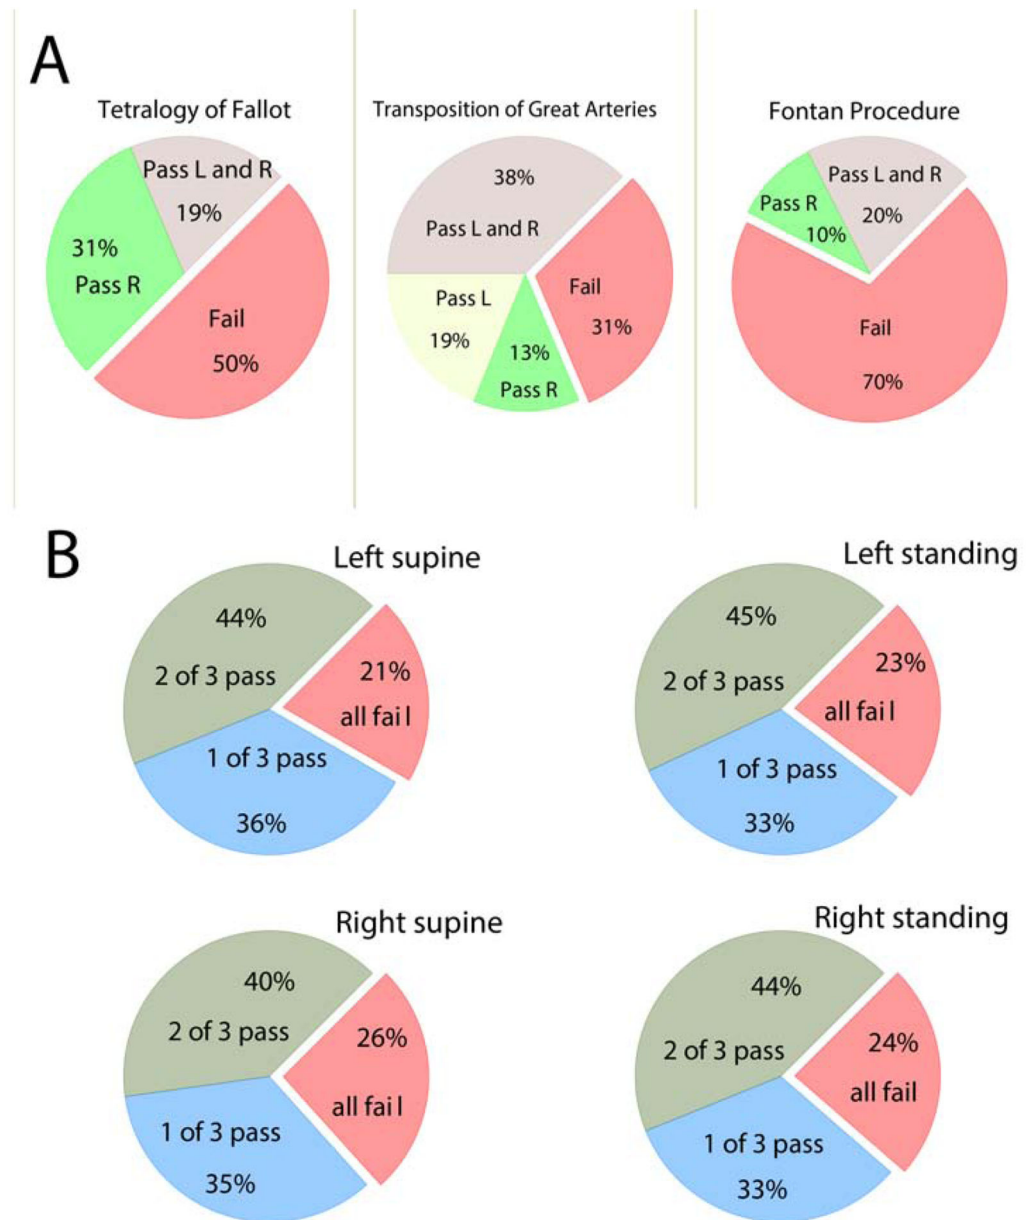 A
Tetralogy of Fallot
Pass L and R
19%
31%
Pass R
Fail
50%
Transposition of Great Arteries
38%
Pass L and R
Pass L
19%
13%
Pass R
Fail
31%
Fontan Procedure
Pass L and R
20%
Pass R
10%
Fail
70%
B
Left supine
44%
2 of 3 pass
21%
all fail
1 of 3 pass
36%
Left standing
45%
2 of 3 pass
23%
all fail
1 of 3 pass
33%
Right supine
40%
2 of 3 pass
26%
all fail
1 of 3 pass
35%
Right standing
44%
2 of 3 pass
24%
all fail
1 of 3 pass
33%